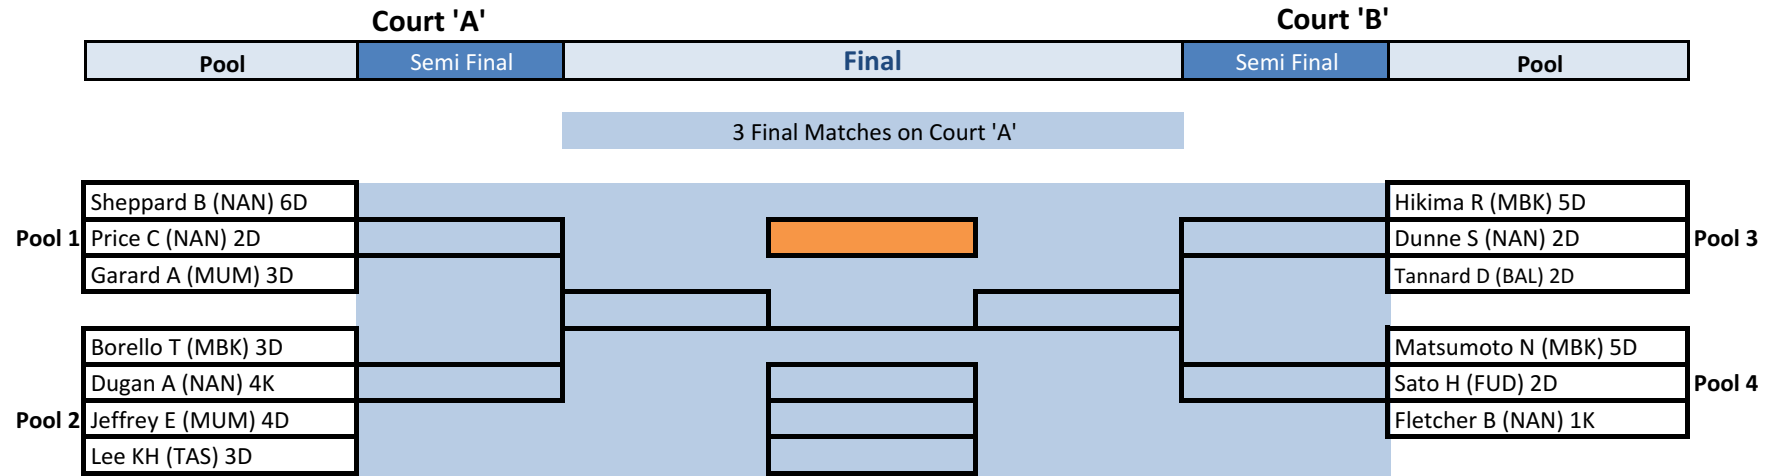 Court 'A'
Court 'B'
Pool
Semi Final
Final
Semi Final
Pool
3 Final Matches on Court 'A'
Pool 1
Sheppard B (NAN) 6D
Price C (NAN) 2D
Garard A (MUM) 3D
Pool 2
Borello T (MBK) 3D
Dugan A (NAN) 4K
Jeffrey E (MUM) 4D
Lee KH (TAS) 3D
Hikima R (MBK) 5D
Dunne S (NAN) 2D
Tannard D (BAL) 2D
Pool 3
Matsumoto N (MBK) 5D
Sato H (FUD) 2D
Fletcher B (NAN) 1K
Pool 4